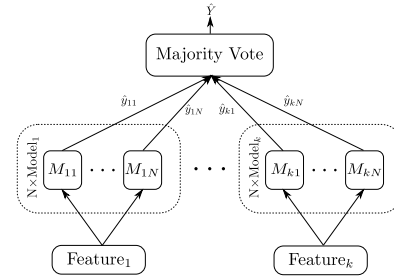 Ŷ
Majority Vote
ŷ₁₁ ŷ₁N ŷₖ₁ ŷₖN
N×Model₁
M₁₁ ... M₁N
...
N×Modelₖ
Mₖ₁ ... MₖN
Feature₁
Featureₖ